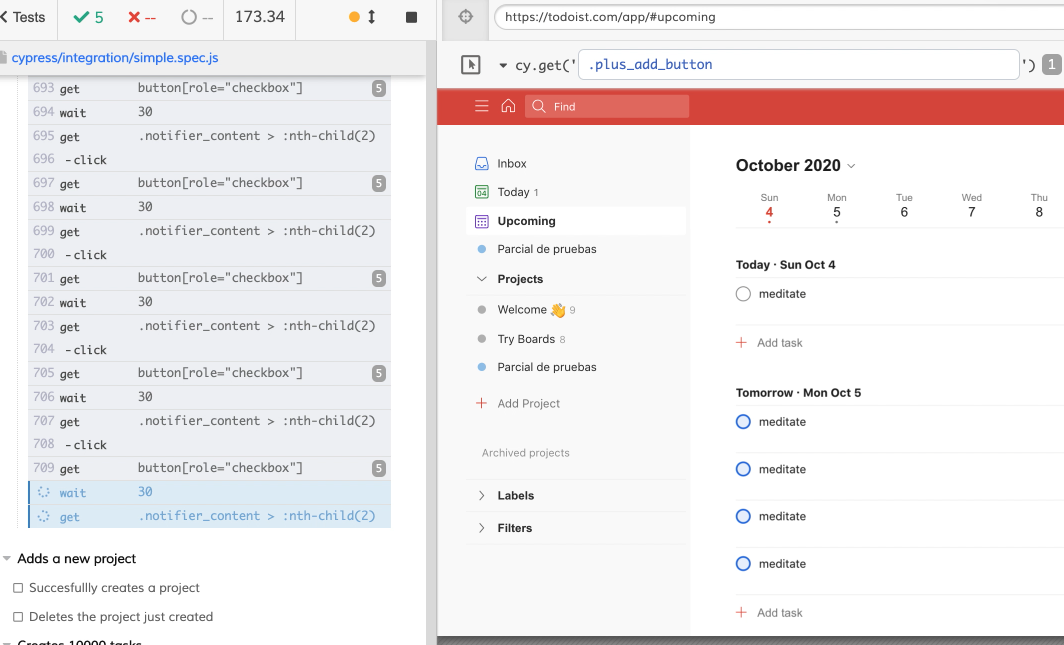 Tests 5 -- -- 173.34
cypress/integration/simple.spec.js
693 get button[role="checkbox"] 5
694 wait 30
695 get .notifier_content > :nth-child(2)
696 -click
697 get button[role="checkbox"] 5
698 wait 30
699 get .notifier_content > :nth-child(2)
700 -click
701 get button[role="checkbox"] 5
702 wait 30
703 get .notifier_content > :nth-child(2)
704 -click
705 get button[role="checkbox"] 5
706 wait 30
707 get .notifier_content > :nth-child(2)
708 -click
709 get button[role="checkbox"] 5
wait 30
get .notifier_content > :nth-child(2)
Adds a new project
Succesfullly creates a project
Deletes the project just created
Creates 10000 tasks
https://todoist.com/app/#upcoming
cy.get('.plus_add_button') 1
Find
Inbox
04 Today 1
Upcoming
Parcial de pruebas
Projects
Welcome 👋 9
Try Boards 8
Parcial de pruebas
+ Add Project
Archived projects
Labels
Filters
October 2020
Sun Mon Tue Wed Thu
4 5 6 7 8
Today · Sun Oct 4
meditate
+ Add task
Tomorrow · Mon Oct 5
meditate
meditate
meditate
meditate
+ Add task